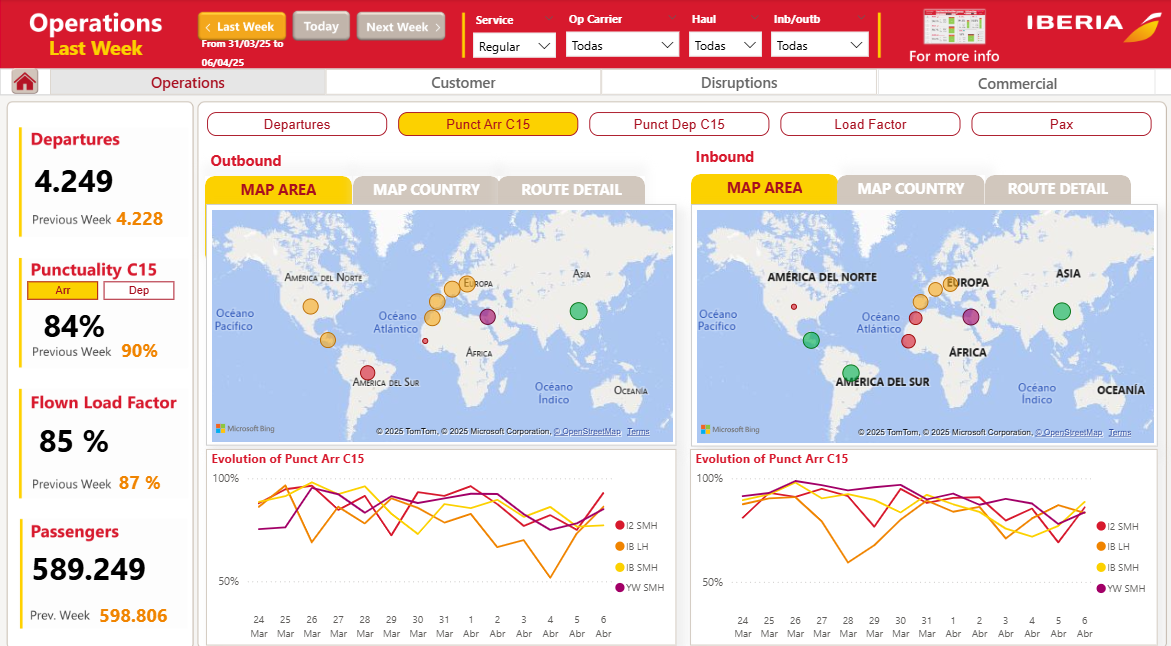 Operations
Last Week
Last Week
Today
Next Week
From 31/03/25 to
06/04/25
Service
Regular
Op Carrier
Todas
Haul
Todas
Inb/outb
Todas
For more info
IBERIA
Operations
Customer
Disruptions
Commercial
Departures
4.249
Previous Week 4.228
Punctuality C15
Arr
Dep
84%
Previous Week 90%
Flown Load Factor
85 %
Previous Week 87 %
Passengers
589.249
Prev. Week 598.806
Departures
Punct Arr C15
Punct Dep C15
Load Factor
Pax
Outbound
MAP AREA
MAP COUNTRY
ROUTE DETAIL
AMÉRICA DEL NORTE
EUROPA
ASIA
Océano
Pacífico
Océano
Atlántico
ÁFRICA
AMÉRICA DEL SUR
Océano
Índico
OCEANÍA
Microsoft Bing
© 2025 TomTom, © 2025 Microsoft Corporation, © OpenStreetMap Terms
Evolution of Punct Arr C15
100%
50%
24 Mar
25 Mar
26 Mar
27 Mar
28 Mar
29 Mar
30 Mar
31 Mar
1 Abr
2 Abr
3 Abr
4 Abr
5 Abr
6 Abr
I2 SMH
IB LH
IB SMH
YW SMH
Inbound
MAP AREA
MAP COUNTRY
ROUTE DETAIL
AMÉRICA DEL NORTE
EUROPA
ASIA
Océano
Pacífico
Océano
Atlántico
ÁFRICA
AMÉRICA DEL SUR
Océano
Índico
OCEANÍA
Microsoft Bing
© 2025 TomTom, © 2025 Microsoft Corporation, © OpenStreetMap Terms
Evolution of Punct Arr C15
100%
50%
24 Mar
25 Mar
26 Mar
27 Mar
28 Mar
29 Mar
30 Mar
31 Mar
1 Abr
2 Abr
3 Abr
4 Abr
5 Abr
6 Abr
I2 SMH
IB LH
IB SMH
YW SMH